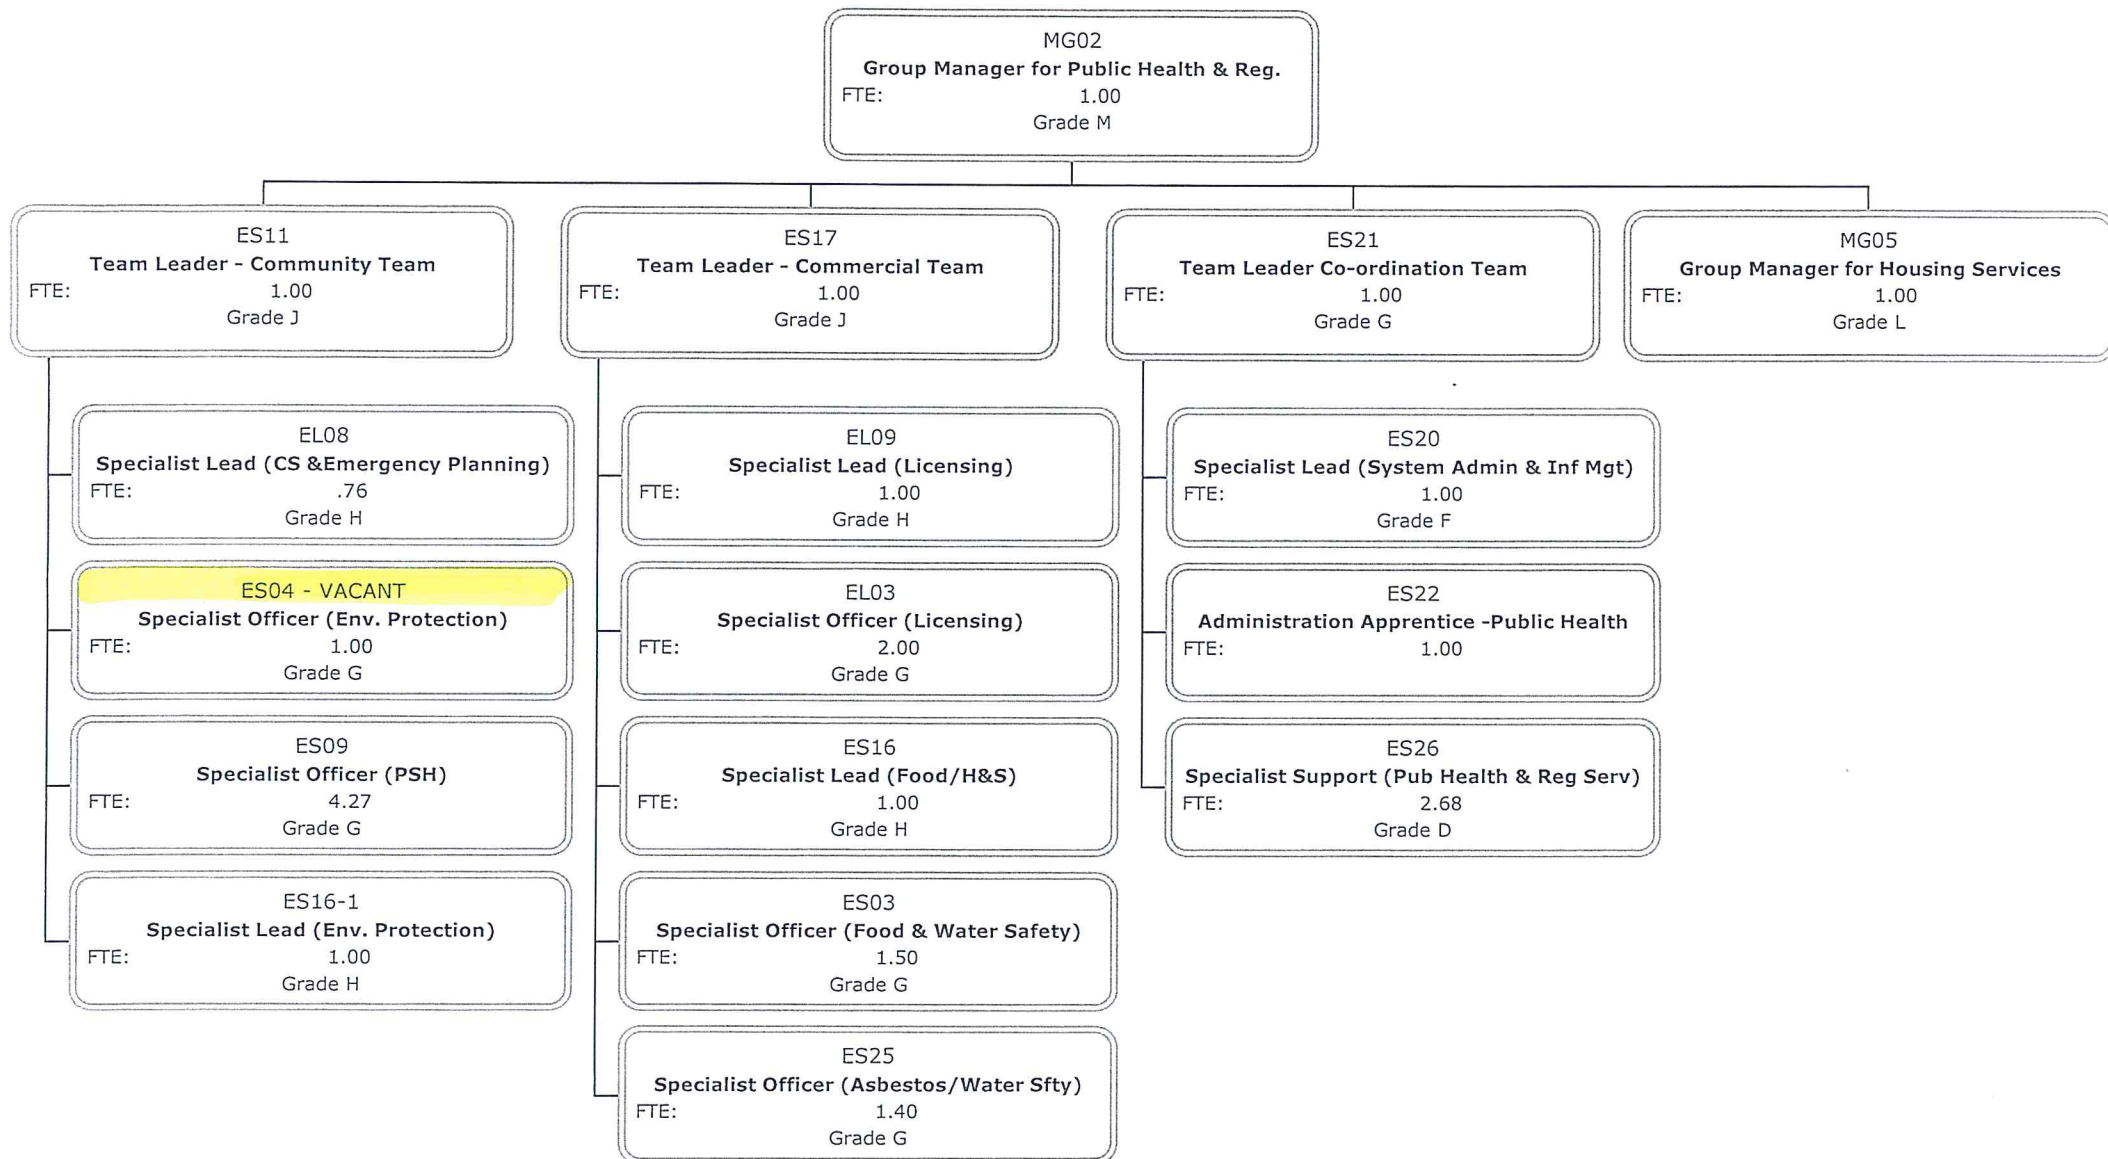 MG02
Group Manager for Public Health & Reg.
FTE: 1.00
Grade M
ES11
Team Leader - Community Team
FTE: 1.00
Grade J
ES17
Team Leader - Commercial Team
FTE: 1.00
Grade J
ES21
Team Leader Co-ordination Team
FTE: 1.00
Grade G
MG05
Group Manager for Housing Services
FTE: 1.00
Grade L
EL08
Specialist Lead (CS &Emergency Planning)
FTE: .76
Grade H
ES04 - VACANT
Specialist Officer (Env. Protection)
FTE: 1.00
Grade G
ES09
Specialist Officer (PSH)
FTE: 4.27
Grade G
ES16-1
Specialist Lead (Env. Protection)
FTE: 1.00
Grade H
EL09
Specialist Lead (Licensing)
FTE: 1.00
Grade H
EL03
Specialist Officer (Licensing)
FTE: 2.00
Grade G
ES16
Specialist Lead (Food/H&S)
FTE: 1.00
Grade H
ES03
Specialist Officer (Food & Water Safety)
FTE: 1.50
Grade G
ES25
Specialist Officer (Asbestos/Water Sfty)
FTE: 1.40
Grade G
ES20
Specialist Lead (System Admin & Inf Mgt)
FTE: 1.00
Grade F
ES22
Administration Apprentice -Public Health
FTE: 1.00
ES26
Specialist Support (Pub Health & Reg Serv)
FTE: 2.68
Grade D